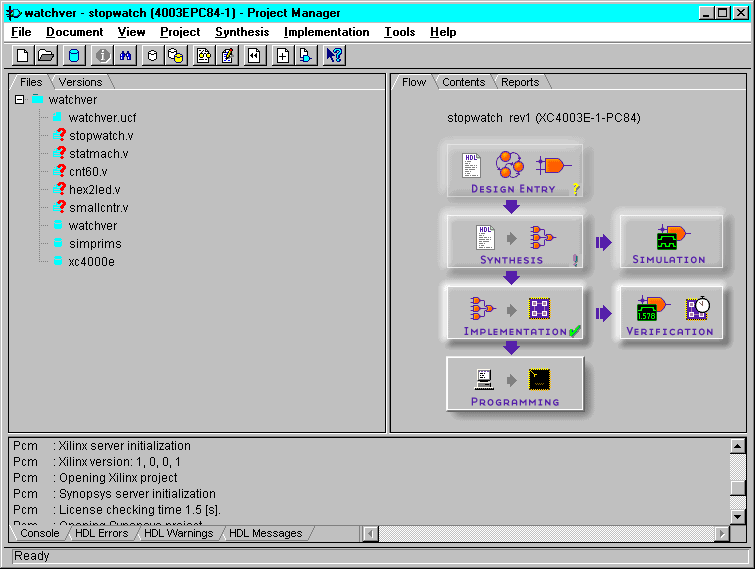 watchver - stopwatch (4003EPC84-1) - Project Manager
File Document View Project Synthesis Implementation Tools Help
Files Versions
watchver
watchver.ucf
stopwatch.v
statmach.v
cnt60.v
hex2led.v
smallcntr.v
watchver
simprims
xc4000e
Flow Contents Reports
stopwatch rev1 (XC4003E-1-PC84)
HDL
DESIGN ENTRY ?
HDL
SYNTHESIS !
SIMULATION
IMPLEMENTATION
1.578
VERIFICATION
PROGRAMMING
Pcm : Xilinx server initialization
Pcm : Xilinx version: 1, 0, 0, 1
Pcm : Opening Xilinx project
Pcm : Synopsys server initialization
Pcm : License checking time 1.5 [s].
Pcm : Opening Synopsys project
Console HDL Errors HDL Warnings HDL Messages
Ready